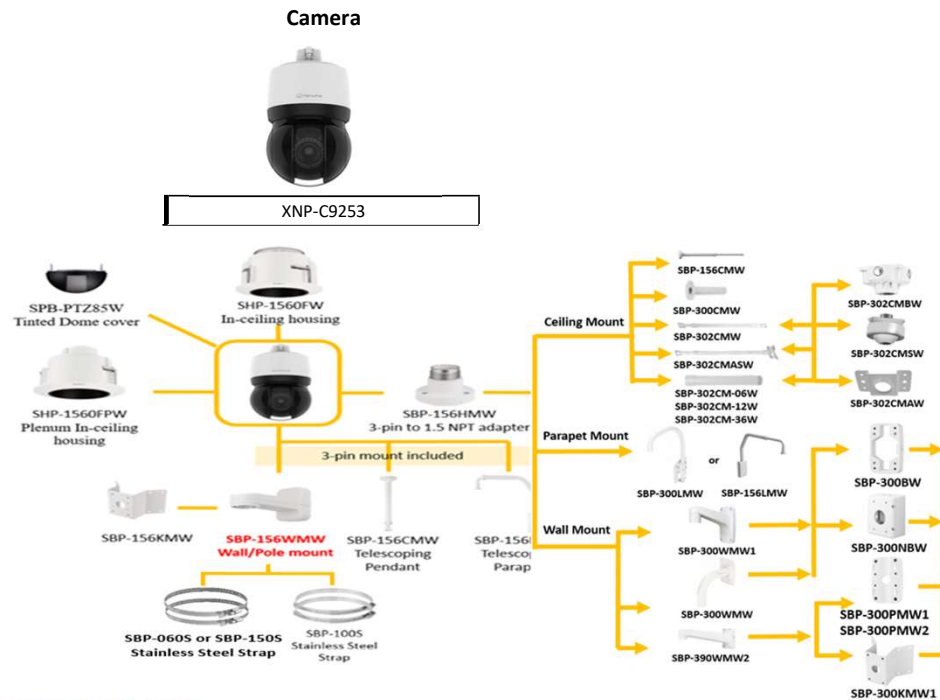 Camera
XNP-C9253
SPB-PTZ85W
Tinted Dome cover
SHP-1560FW
In-ceiling housing
SHP-1560FPW
Plenum In-ceiling
housing
SBP-156HMW
3-pin to 1.5 NPT adapter
3-pin mount included
SBP-156KMW
SBP-156WMW
Wall/Pole mount
SBP-156CMW
Telescoping
Pendant
SBP-156
Telescop
Parap
SBP-060S or SBP-150S
Stainless Steel Strap
SBP-100S
Stainless Steel
Strap
Ceiling Mount
SBP-156CMW
SBP-300CMW
SBP-302CMW
SBP-302CMASW
SBP-302CM-06W
SBP-302CM-12W
SBP-302CM-36W
SBP-302CMBW
SBP-302CMSW
SBP-302CMAW
Parapet Mount
or
SBP-300LMW
SBP-156LMW
Wall Mount
SBP-300WMW1
SBP-300WMW
SBP-390WMW2
SBP-300BW
SBP-300NBW
SBP-300PMW1
SBP-300PMW2
SBP-300KMW1